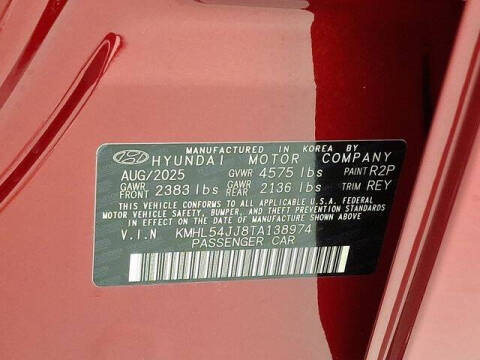 MANUFACTURED IN KOREA BY
HYUNDAI MOTOR COMPANY
AUG/2025 GVWR 4575 lbs PAINT R2P
GAWR FRONT 2383 lbs GAWR REAR 2136 lbs TRIM REY
THIS VEHICLE CONFORMS TO ALL APPLICABLE U.S.A. FEDERAL
MOTOR VEHICLE SAFETY, BUMPER, AND THEFT PREVENTION STANDARDS
IN EFFECT ON THE DATE OF MANUFACTURE SHOWN ABOVE.
V.I.N KMHL54JJ8TA138974
PASSENGER CAR